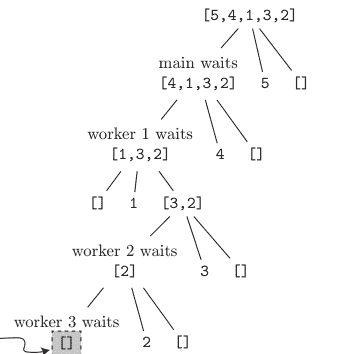 [5,4,1,3,2]
main waits
[4,1,3,2] 5 []
worker 1 waits
[1,3,2] 4 []
[] 1 [3,2]
worker 2 waits
[2] 3 []
worker 3 waits
[] 2 []